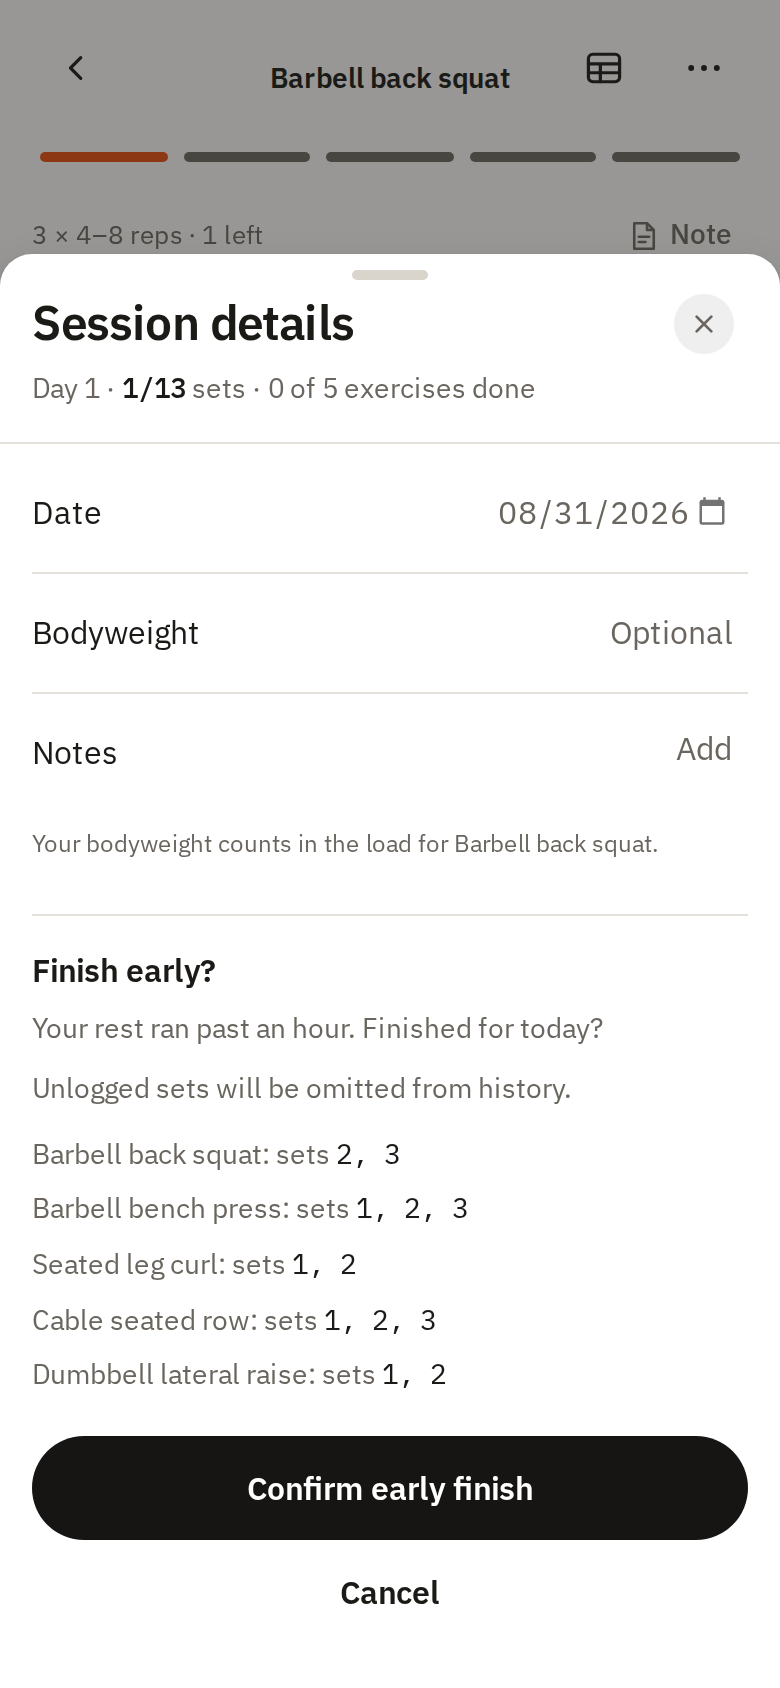 Barbell back squat
3 × 4–8 reps · 1 left
Note
Session details
Day 1 · 1/13 sets · 0 of 5 exercises done
Date
08/31/2026
Bodyweight
Optional
Notes
Add
Your bodyweight counts in the load for Barbell back squat.
Finish early?
Your rest ran past an hour. Finished for today?
Unlogged sets will be omitted from history.
Barbell back squat: sets 2, 3
Barbell bench press: sets 1, 2, 3
Seated leg curl: sets 1, 2
Cable seated row: sets 1, 2, 3
Dumbbell lateral raise: sets 1, 2
Confirm early finish
Cancel